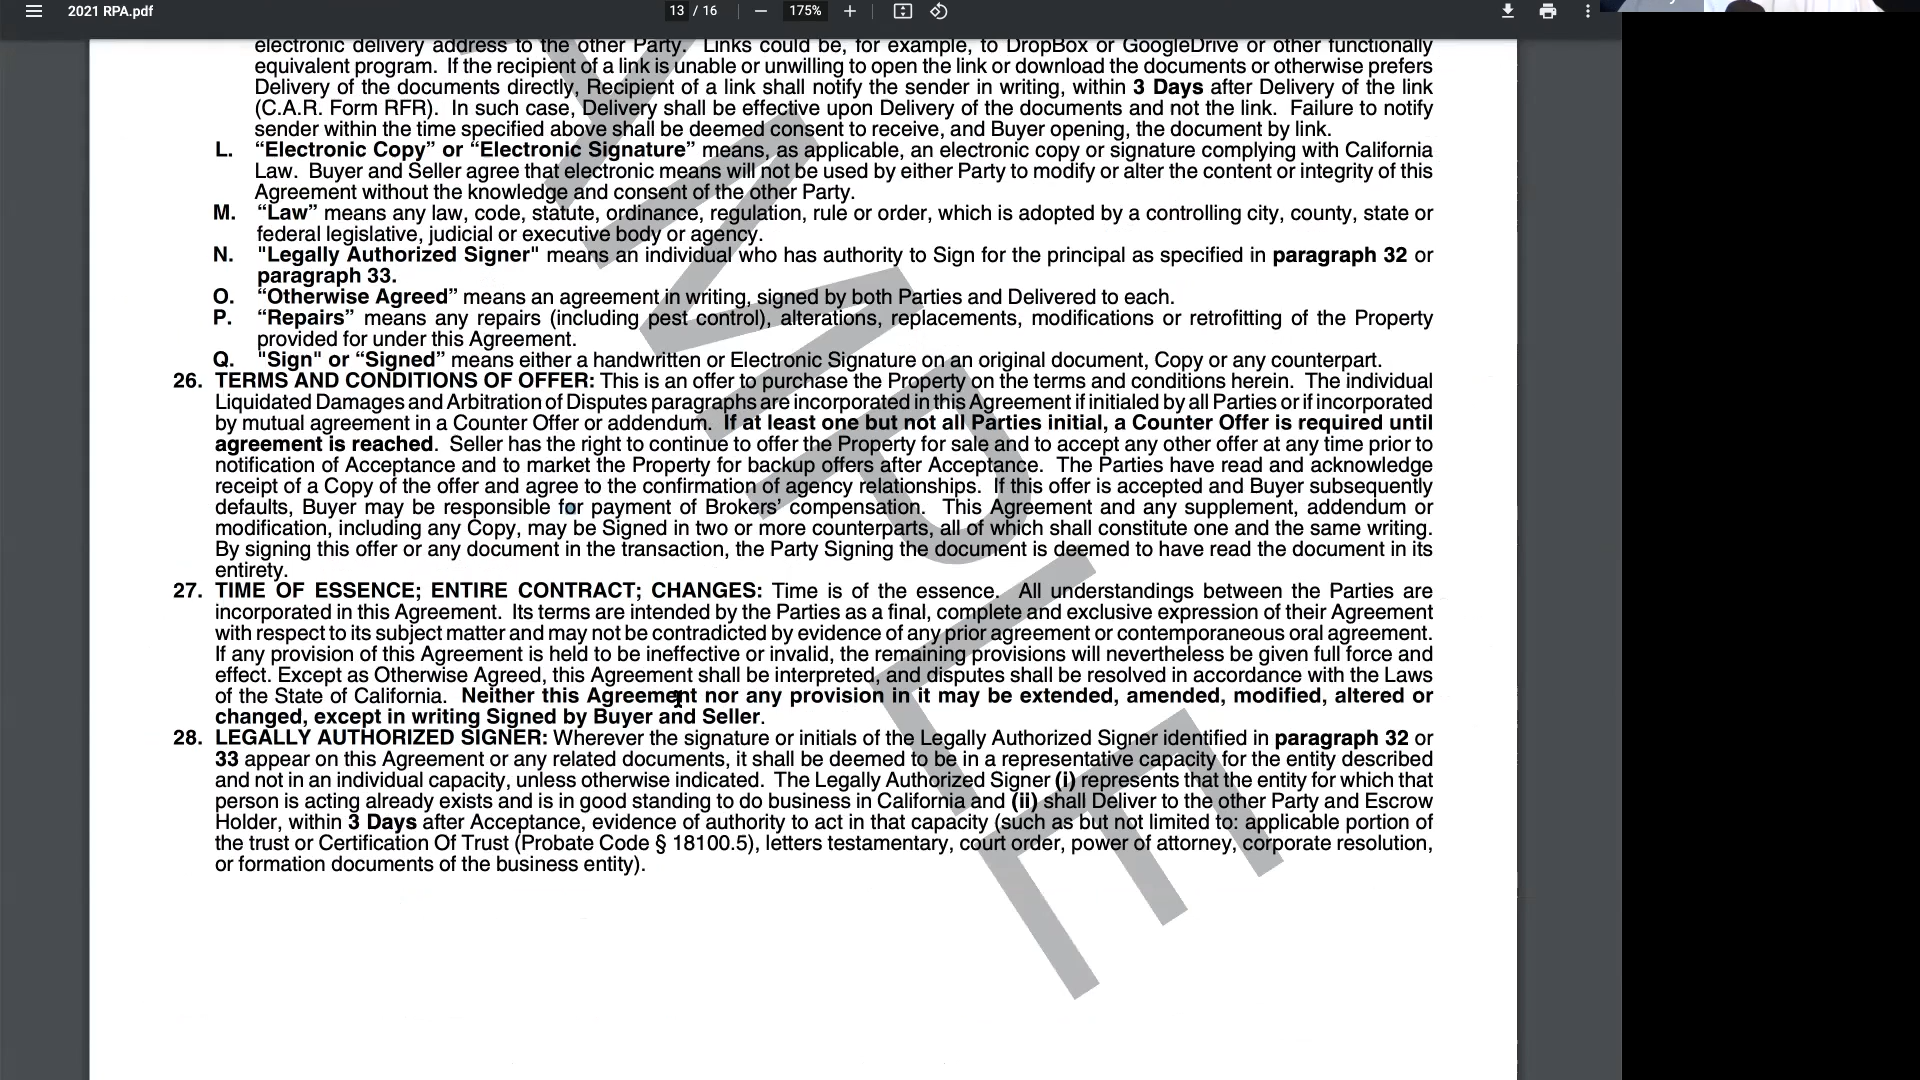 2021 RPA.pdf
13 / 16
175%
electronic delivery address to the other Party. Links could be, for example, to DropBox or GoogleDrive or other functionally
equivalent program. If the recipient of a link is unable or unwilling to open the link or download the documents or otherwise prefers
Delivery of the documents directly, Recipient of a link shall notify the sender in writing, within 3 Days after Delivery of the link
(C.A.R. Form RFR). In such case, Delivery shall be effective upon Delivery of the documents and not the link. Failure to notify
sender within the time specified above shall be deemed consent to receive, and Buyer opening, the document by link.
L. “Electronic Copy” or “Electronic Signature” means, as applicable, an electronic copy or signature complying with California
Law. Buyer and Seller agree that electronic means will not be used by either Party to modify or alter the content or integrity of this
Agreement without the knowledge and consent of the other Party.
M. “Law” means any law, code, statute, ordinance, regulation, rule or order, which is adopted by a controlling city, county, state or
federal legislative, judicial or executive body or agency.
N. "Legally Authorized Signer" means an individual who has authority to Sign for the principal as specified in paragraph 32 or
paragraph 33.
O. “Otherwise Agreed” means an agreement in writing, signed by both Parties and Delivered to each.
P. “Repairs” means any repairs (including pest control), alterations, replacements, modifications or retrofitting of the Property
provided for under this Agreement.
Q. "Sign" or “Signed” means either a handwritten or Electronic Signature on an original document, Copy or any counterpart.
26. TERMS AND CONDITIONS OF OFFER: This is an offer to purchase the Property on the terms and conditions herein. The individual
Liquidated Damages and Arbitration of Disputes paragraphs are incorporated in this Agreement if initialed by all Parties or if incorporated
by mutual agreement in a Counter Offer or addendum. If at least one but not all Parties initial, a Counter Offer is required until
agreement is reached. Seller has the right to continue to offer the Property for sale and to accept any other offer at any time prior to
notification of Acceptance and to market the Property for backup offers after Acceptance. The Parties have read and acknowledge
receipt of a Copy of the offer and agree to the confirmation of agency relationships. If this offer is accepted and Buyer subsequently
defaults, Buyer may be responsible for payment of Brokers’ compensation. This Agreement and any supplement, addendum or
modification, including any Copy, may be Signed in two or more counterparts, all of which shall constitute one and the same writing.
By signing this offer or any document in the transaction, the Party Signing the document is deemed to have read the document in its
entirety.
27. TIME OF ESSENCE; ENTIRE CONTRACT; CHANGES: Time is of the essence. All understandings between the Parties are
incorporated in this Agreement. Its terms are intended by the Parties as a final, complete and exclusive expression of their Agreement
with respect to its subject matter and may not be contradicted by evidence of any prior agreement or contemporaneous oral agreement.
If any provision of this Agreement is held to be ineffective or invalid, the remaining provisions will nevertheless be given full force and
effect. Except as Otherwise Agreed, this Agreement shall be interpreted, and disputes shall be resolved in accordance with the Laws
of the State of California. Neither this Agreement nor any provision in it may be extended, amended, modified, altered or
changed, except in writing Signed by Buyer and Seller.
28. LEGALLY AUTHORIZED SIGNER: Wherever the signature or initials of the Legally Authorized Signer identified in paragraph 32 or
33 appear on this Agreement or any related documents, it shall be deemed to be in a representative capacity for the entity described
and not in an individual capacity, unless otherwise indicated. The Legally Authorized Signer (i) represents that the entity for which that
person is acting already exists and is in good standing to do business in California and (ii) shall Deliver to the other Party and Escrow
Holder, within 3 Days after Acceptance, evidence of authority to act in that capacity (such as but not limited to: applicable portion of
the trust or Certification Of Trust (Probate Code § 18100.5), letters testamentary, court order, power of attorney, corporate resolution,
or formation documents of the business entity).